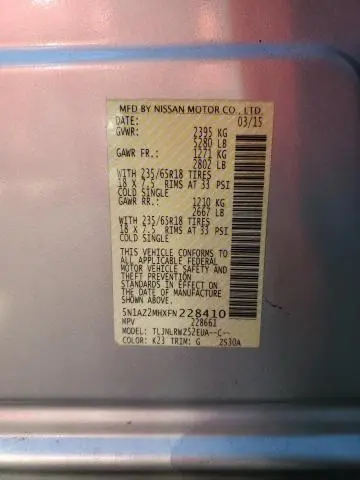 MFD BY NISSAN MOTOR CO., LTD.
DATE: 03/15
GVWR: 2395 KG
5280 LB
GAWR FR.: 1271 KG
2802 LB
WITH 235/65R18 TIRES
18 X 7.5 RIMS AT 33 PSI
COLD SINGLE
GAWR RR.: 1210 KG
2667 LB
WITH 235/65R18 TIRES
18 X 7.5 RIMS AT 33 PSI
COLD SINGLE
THIS VEHICLE CONFORMS TO
ALL APPLICABLE FEDERAL
MOTOR VEHICLE SAFETY
AND THEFT PREVENTION
STANDARDS IN EFFECT ON
THE DATE OF MANUFACTURE
SHOWN ABOVE.
5N1AZ2MHXFN228410
MPV 228661
MODEL: TLJNLRWZ52EUA--C--
COLOR: K23 TRIM: G 2S30A